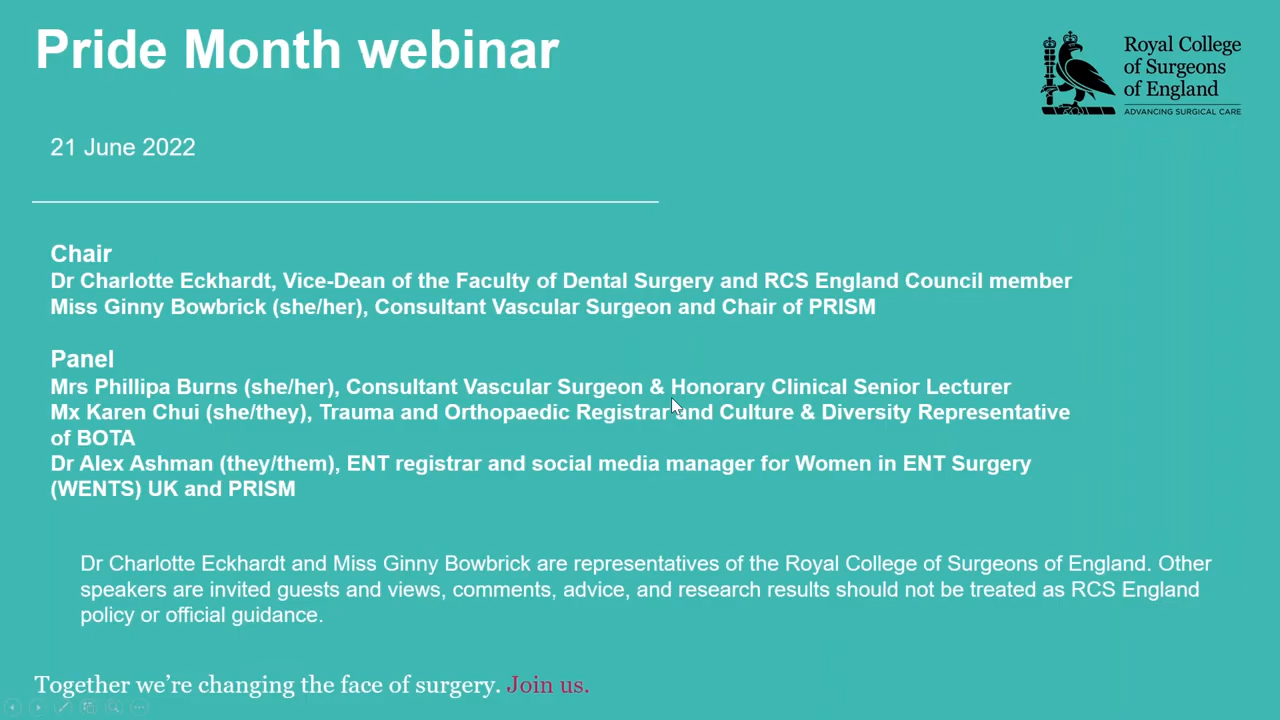 Pride Month webinar
Royal College
of Surgeons
of England
ADVANCING SURGICAL CARE
21 June 2022
Chair
Dr Charlotte Eckhardt, Vice-Dean of the Faculty of Dental Surgery and RCS England Council member
Miss Ginny Bowbrick (she/her), Consultant Vascular Surgeon and Chair of PRISM
Panel
Mrs Phillipa Burns (she/her), Consultant Vascular Surgeon & Honorary Clinical Senior Lecturer
Mx Karen Chui (she/they), Trauma and Orthopaedic Registrar and Culture & Diversity Representative
of BOTA
Dr Alex Ashman (they/them), ENT registrar and social media manager for Women in ENT Surgery
(WENTS) UK and PRISM
Dr Charlotte Eckhardt and Miss Ginny Bowbrick are representatives of the Royal College of Surgeons of England. Other
speakers are invited guests and views, comments, advice, and research results should not be treated as RCS England
policy or official guidance.
Together we’re changing the face of surgery. Join us.